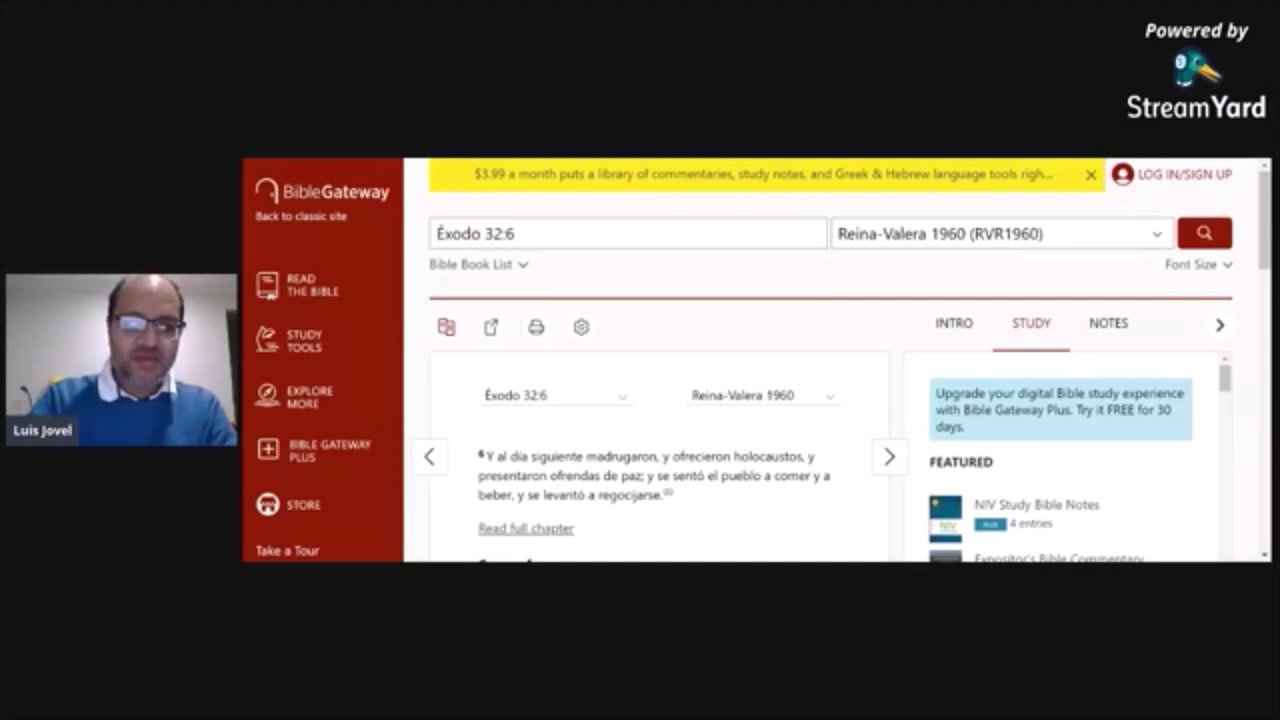 Powered by
StreamYard
BibleGateway
Back to classic site
READ
THE BIBLE
STUDY
TOOLS
EXPLORE
MORE
BIBLE GATEWAY
PLUS
STORE
Take a Tour
$3.99 a month puts a library of commentaries, study notes, and Greek & Hebrew language tools righ...
LOG IN/SIGN UP
Éxodo 32:6
Reina-Valera 1960 (RVR1960)
Bible Book List
Font Size
INTRO STUDY NOTES
Éxodo 32:6
Reina-Valera 1960
6 Y al día siguiente madrugaron, y ofrecieron holocaustos, y
presentaron ofrendas de paz; y se sentó el pueblo a comer y a
beber, y se levantó a regocijarse.
Read full chapter
Upgrade your digital Bible study experience
with Bible Gateway Plus. Try it FREE for 30
days.
FEATURED
NIV
NIV Study Bible Notes
PLUS 4 entries
Expositor's Bible Commentary
Luis Jovel